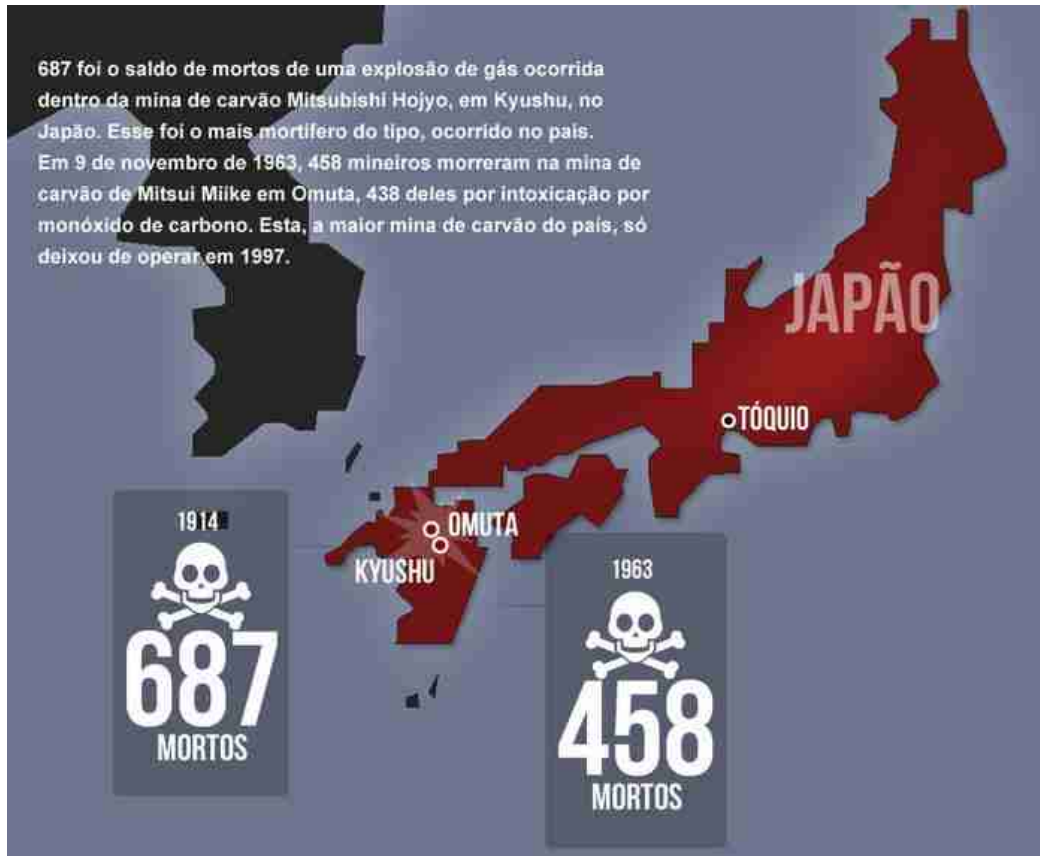 687 foi o saldo de mortos de uma explosão de gás ocorrida
dentro da mina de carvão Mitsubishi Hojyo, em Kyushu, no
Japão. Esse foi o mais mortífero do tipo, ocorrido no país.
Em 9 de novembro de 1963, 458 mineiros morreram na mina de
carvão de Mitsui Miike em Omuta, 438 deles por intoxicação por
monóxido de carbono. Esta, a maior mina de carvão do país, só
deixou de operar em 1997.
JAPÃO
TÓQUIO
OMUTA
KYUSHU
1914
687
MORTOS
1963
458
MORTOS